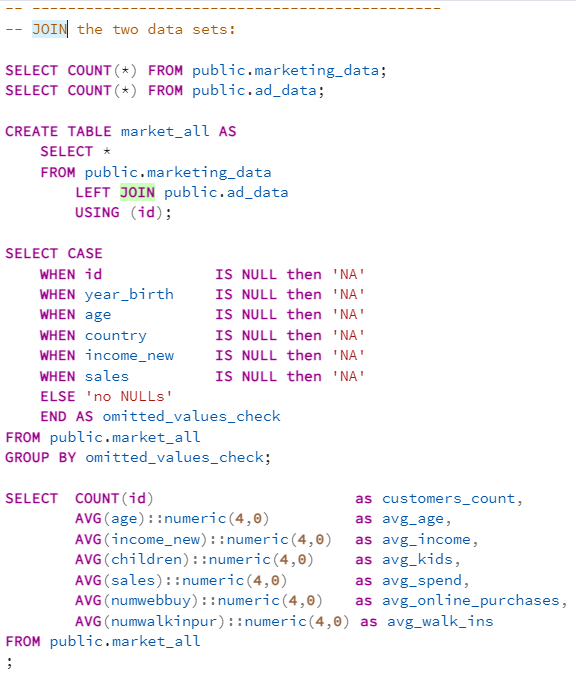 -- ----------------------------------------------
-- JOIN the two data sets:

SELECT COUNT(*) FROM public.marketing_data;
SELECT COUNT(*) FROM public.ad_data;

CREATE TABLE market_all AS
    SELECT *
    FROM public.marketing_data
        LEFT JOIN public.ad_data
        USING (id);

SELECT CASE
    WHEN id             IS NULL then 'NA'
    WHEN year_birth     IS NULL then 'NA'
    WHEN age            IS NULL then 'NA'
    WHEN country        IS NULL then 'NA'
    WHEN income_new     IS NULL then 'NA'
    WHEN sales          IS NULL then 'NA'
    ELSE 'no NULLs'
    END AS omitted_values_check
FROM public.market_all
GROUP BY omitted_values_check;

SELECT  COUNT(id)                       as customers_count,
        AVG(age)::numeric(4,0)          as avg_age,
        AVG(income_new)::numeric(4,0)   as avg_income,
        AVG(children)::numeric(4,0)     as avg_kids,
        AVG(sales)::numeric(4,0)        as avg_spend,
        AVG(numwebbuy)::numeric(4,0)    as avg_online_purchases,
        AVG(numwalkinpur)::numeric(4,0) as avg_walk_ins
FROM public.market_all
;